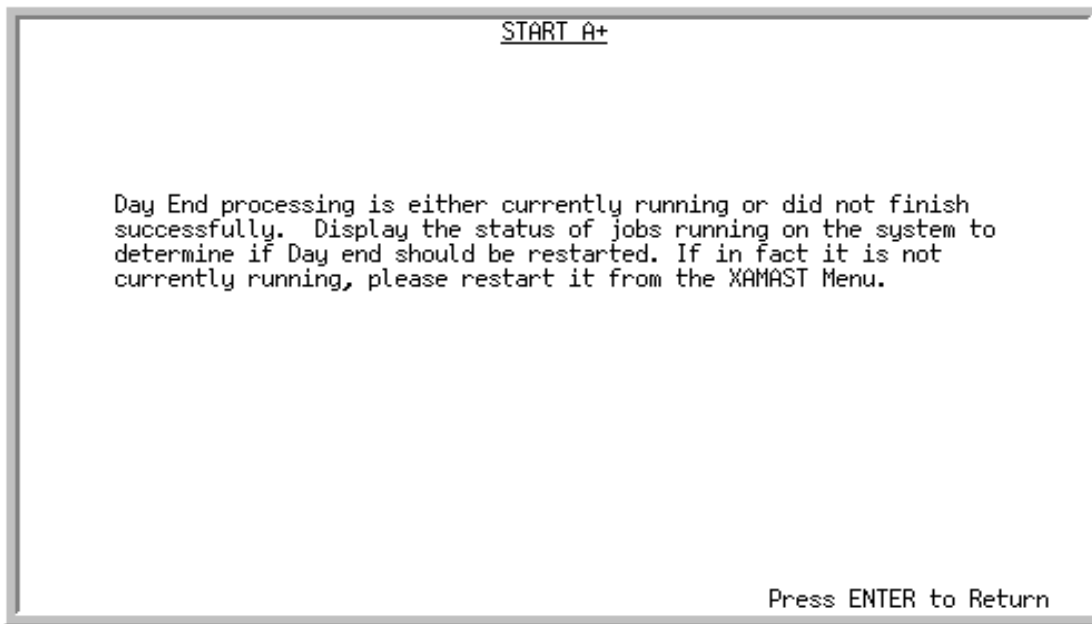 START A+
Day End processing is either currently running or did not finish
successfully.  Display the status of jobs running on the system to
determine if Day end should be restarted. If in fact it is not
currently running, please restart it from the XAMAST Menu.
Press ENTER to Return